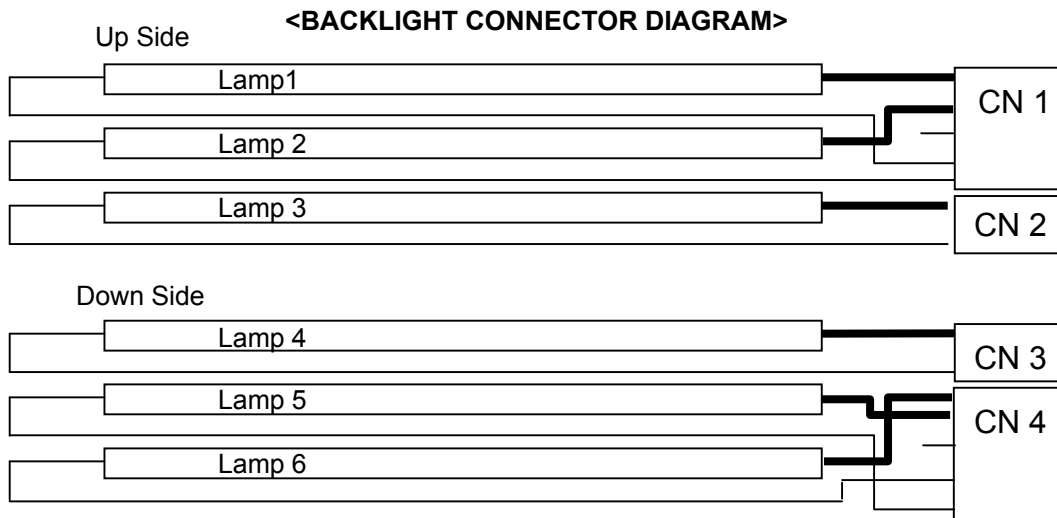 <BACKLIGHT CONNECTOR DIAGRAM>
Up Side
Lamp1
CN 1
Lamp 2
Lamp 3
CN 2
Down Side
Lamp 4
CN 3
Lamp 5
CN 4
Lamp 6